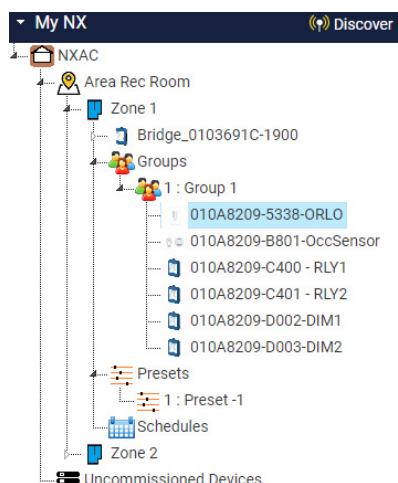 My NX Discover
NXAC
Area Rec Room
Zone 1
Bridge_0103691C-1900
Groups
1 : Group 1
010A8209-5338-ORLO
010A8209-B801-OccSensor
010A8209-C400 - RLY1
010A8209-C401 - RLY2
010A8209-D002-DIM1
010A8209-D003-DIM2
Presets
1 : Preset -1
Schedules
Zone 2
Uncommissioned Devices